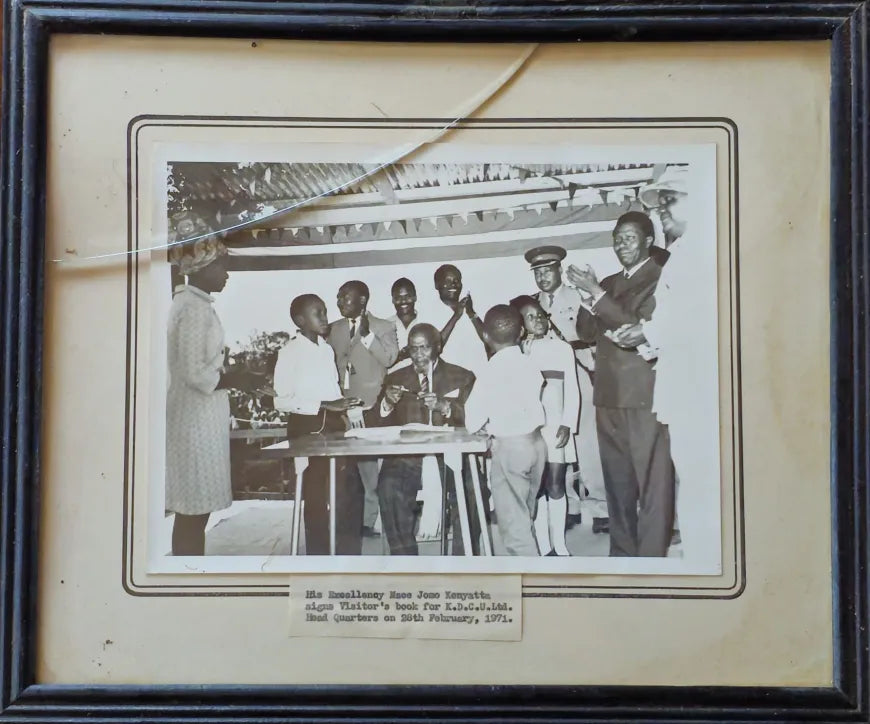 His Excellency Mzee Jomo Kenyatta
signs Visitor's book for K.D.C.U.Ltd.
Head Quarters on 28th February, 1971.